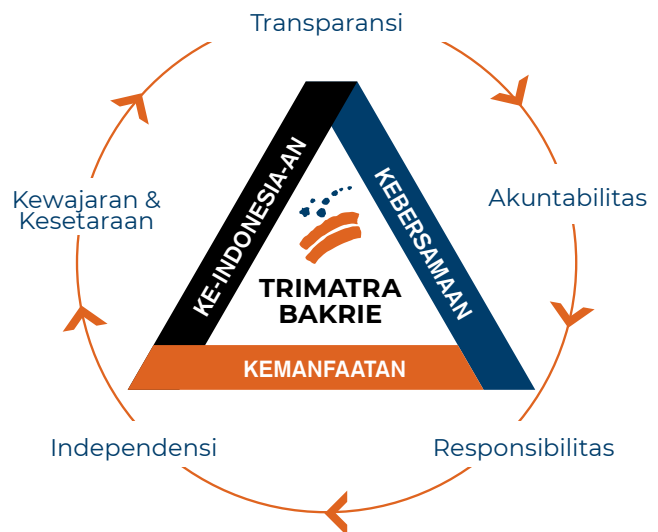 Transparansi
Kewajaran &
Kesetaraan
KE-INDONESIA-AN
KEBERSAMAAN
Akuntabilitas
TRIMATRA
BAKRIE
KEMANFAATAN
Independensi
Responsibilitas